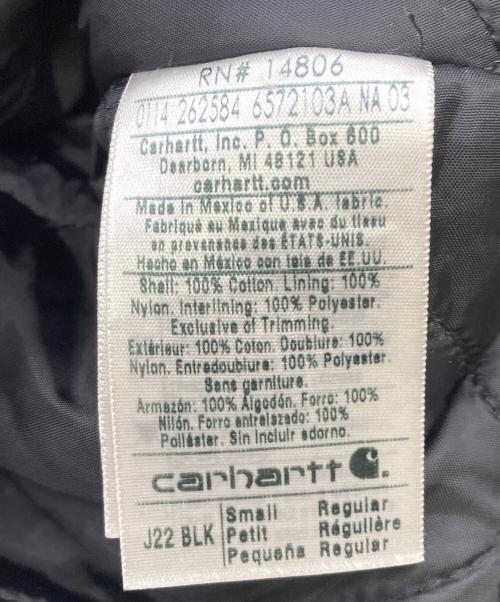 RN# 14806
0114 262584 6572103A NA 03
Carhartt, Inc. P. O. Box 600
Dearborn, MI 48121 USA
carhartt.com
Made in Mexico of U.S.A. fabric.
Fabriqué au Mexique avec du tissu
en provenance des ÉTATS-UNIS.
Hecho en México con tela de EE.UU.
Shell: 100% Cotton. Lining: 100%
Nylon. Interlining: 100% Polyester.
Exclusive of Trimming.
Extérieur: 100% Coton. Doublure: 100%
Nylon. Entredoublure: 100% Polyester.
Sans garniture.
Armazón: 100% Algodón. Forro: 100%
Nilón. Forro entrelazado: 100%
Poliéster. Sin incluir adorno.
carhartt
J22 BLK
Small Regular
Petit Régulière
Pequeña Regular